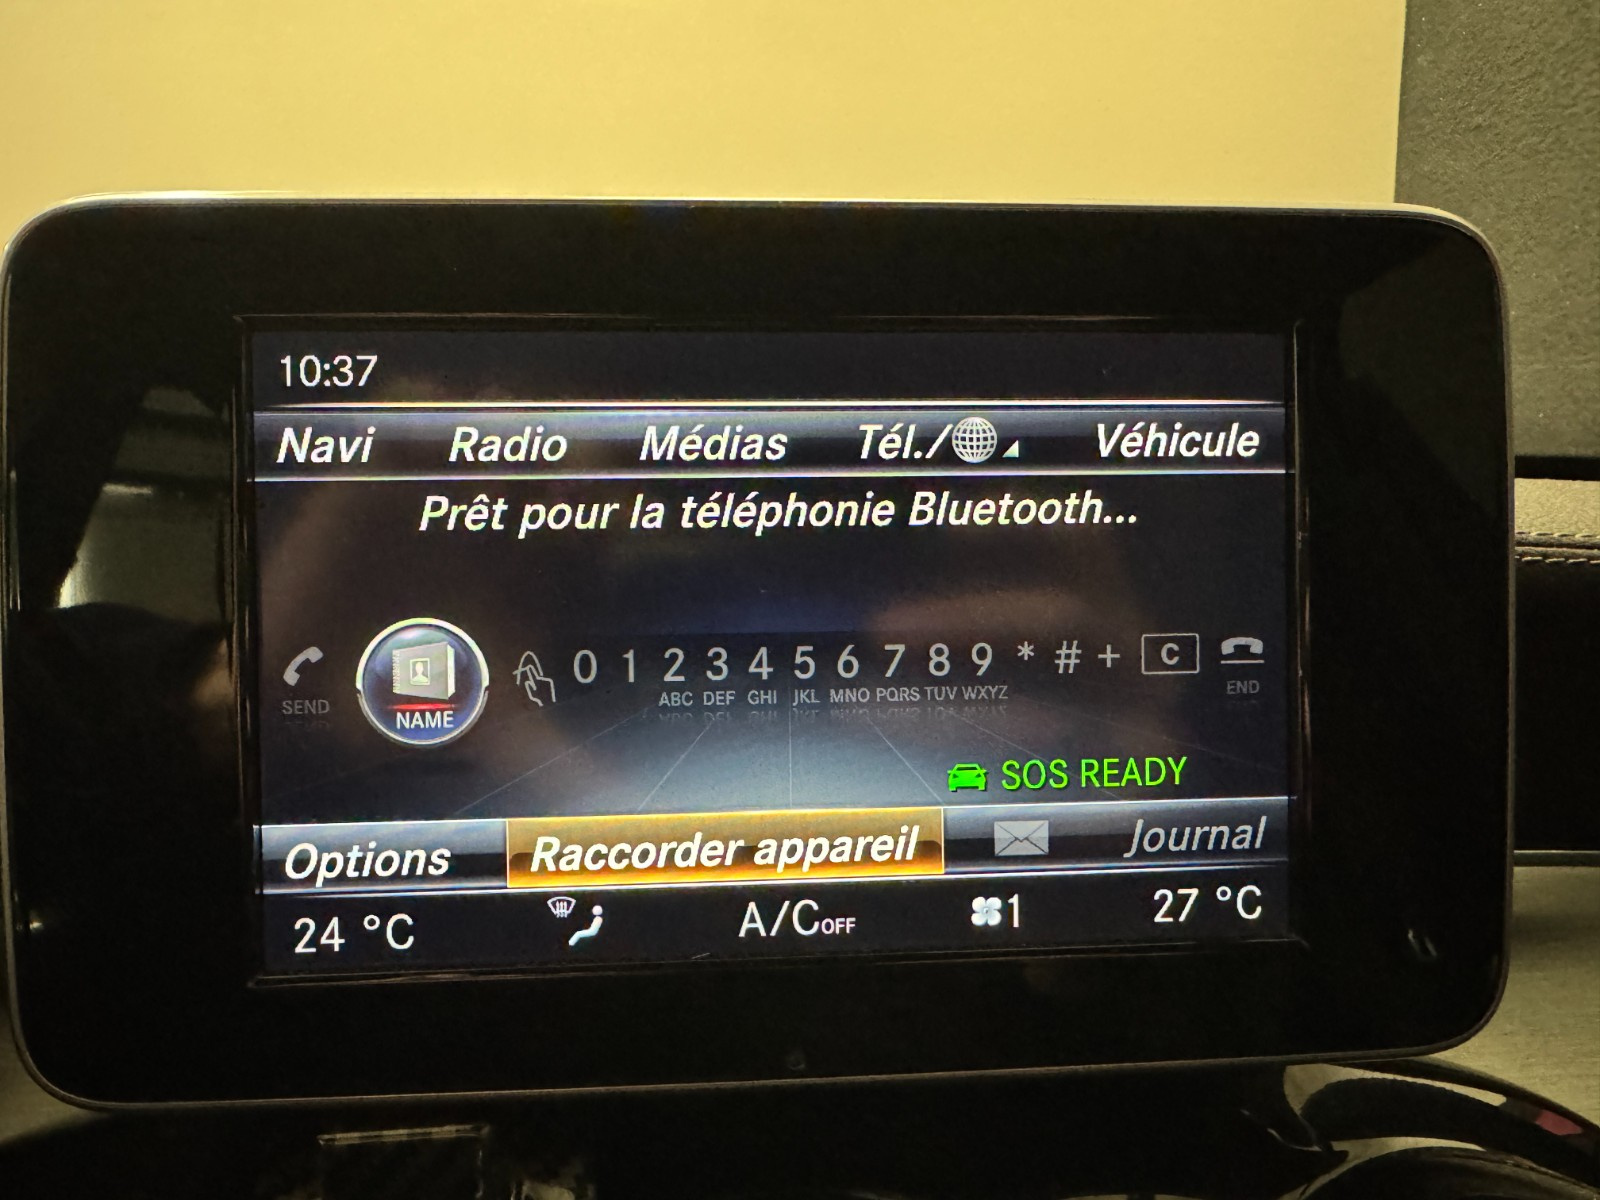 10:37
Navi Radio Médias Tél./ Véhicule
Prêt pour la téléphonie Bluetooth...
SEND NAME 0 1 2 3 4 5 6 7 8 9 * # + C END
ABC DEF GHI JKL MNO PQRS TUV WXYZ
SOS READY
Options Raccorder appareil Journal
24 °C A/C OFF 1 27 °C